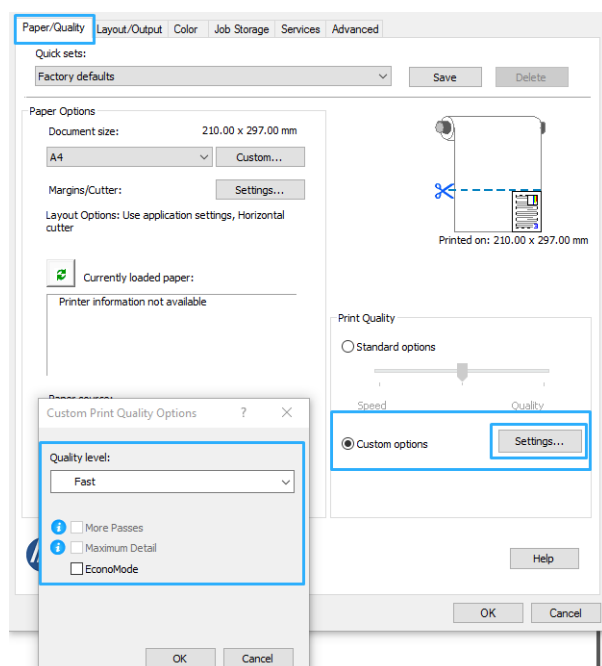 Paper/Quality Layout/Output Color Job Storage Services Advanced
Quick sets:
Factory defaults
Save
Delete
Paper Options
Document size: 210.00 x 297.00 mm
A4
Custom...
Margins/Cutter:
Settings...
Layout Options: Use application settings, Horizontal
cutter
Printed on: 210.00 x 297.00 mm
Currently loaded paper:
Printer information not available
Print Quality
Standard options
Speed Quality
Custom options
Settings...
Paper source:
Custom Print Quality Options ?
Quality level:
Fast
More Passes
Maximum Detail
EconoMode
OK
Cancel
Help
OK
Cancel